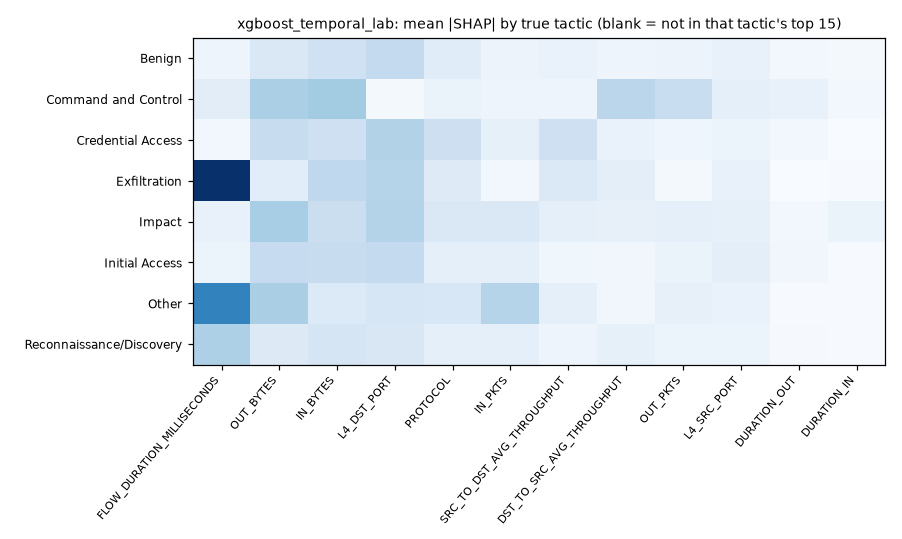 xgboost_temporal_lab: mean |SHAP| by true tactic (blank = not in that tactic's top 15)
Benign
Command and Control
Credential Access
Exfiltration
Impact
Initial Access
Other
Reconnaissance/Discovery
FLOW_DURATION_MILLISECONDS
OUT_BYTES
IN_BYTES
L4_DST_PORT
PROTOCOL
IN_PKTS
SRC_TO_DST_AVG_THROUGHPUT
DST_TO_SRC_AVG_THROUGHPUT
OUT_PKTS
L4_SRC_PORT
DURATION_OUT
DURATION_IN